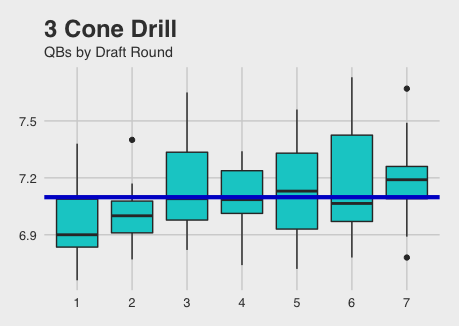 3 Cone Drill
QBs by Draft Round
7.5
7.2
6.9
1 2 3 4 5 6 7